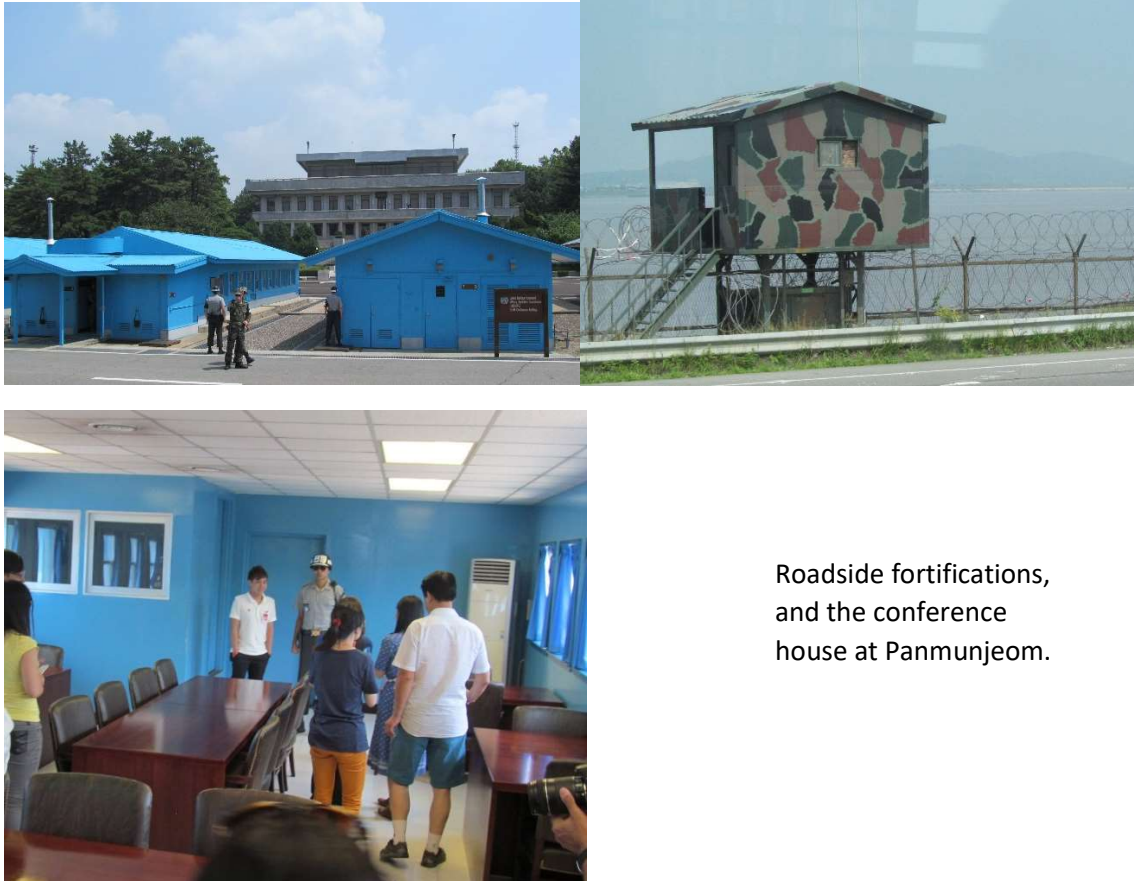 Roadside fortifications,
and the conference
house at Panmunjeom.